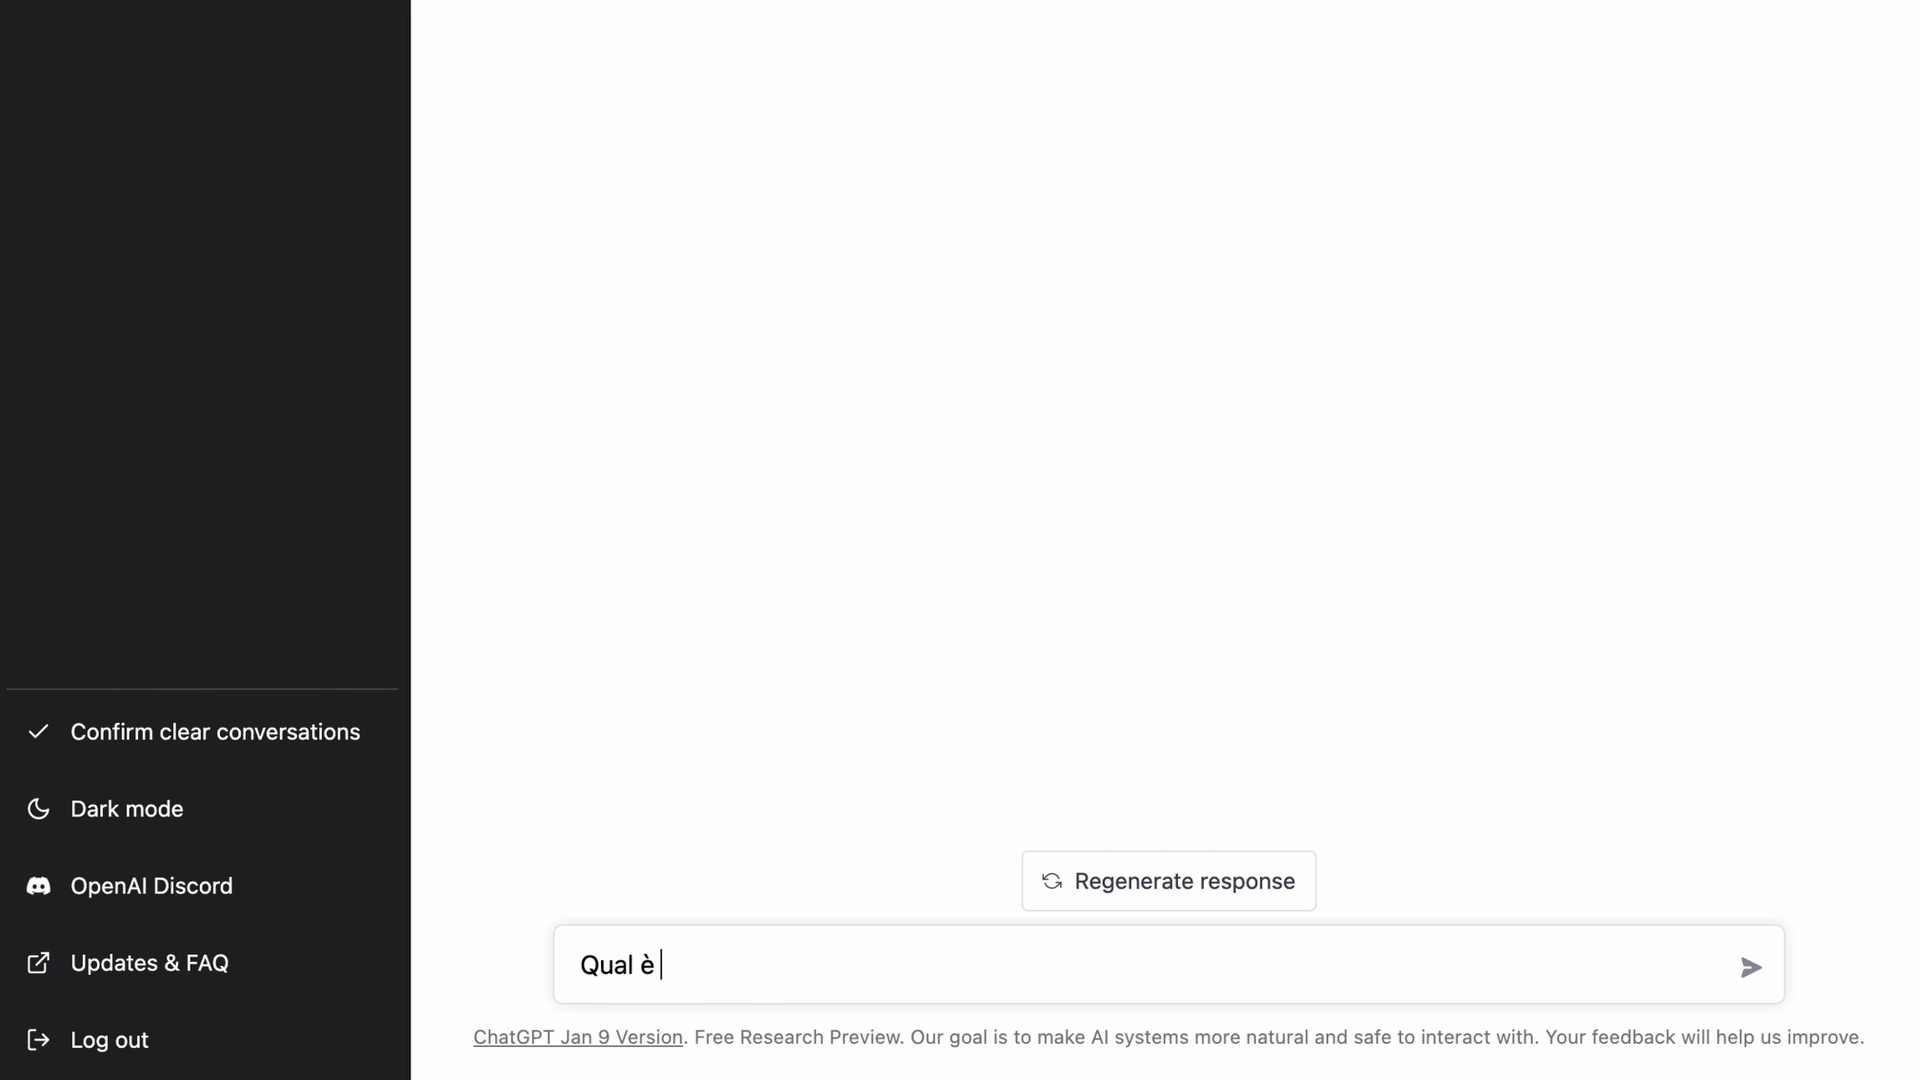 Confirm clear conversations
Dark mode
OpenAI Discord
Updates & FAQ
Log out
Regenerate response
Qual è
ChatGPT Jan 9 Version. Free Research Preview. Our goal is to make AI systems more natural and safe to interact with. Your feedback will help us improve.